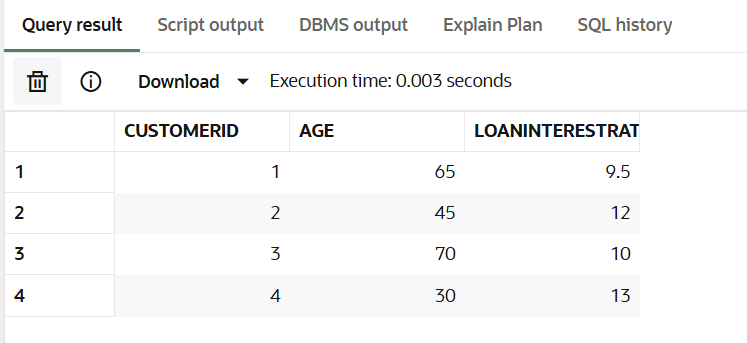 Query result Script output DBMS output Explain Plan SQL history
Download Execution time: 0.003 seconds
CUSTOMERID AGE LOANINTERESTRAT
1 1 65 9.5
2 2 45 12
3 3 70 10
4 4 30 13